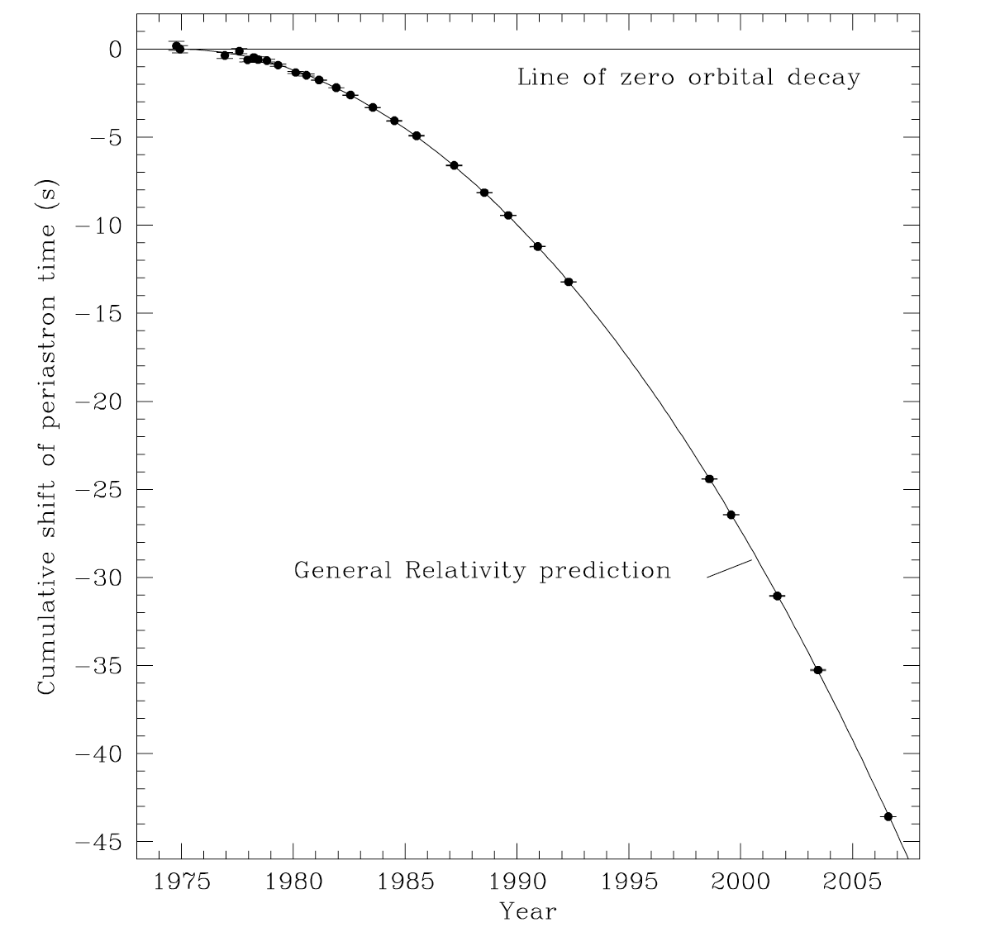 0
Line of zero orbital decay
−5
−10
−15
−20
−25
General Relativity prediction
−30
−35
−40
−45
Cumulative shift of periastron time (s)
1975 1980 1985 1990 1995 2000 2005
Year